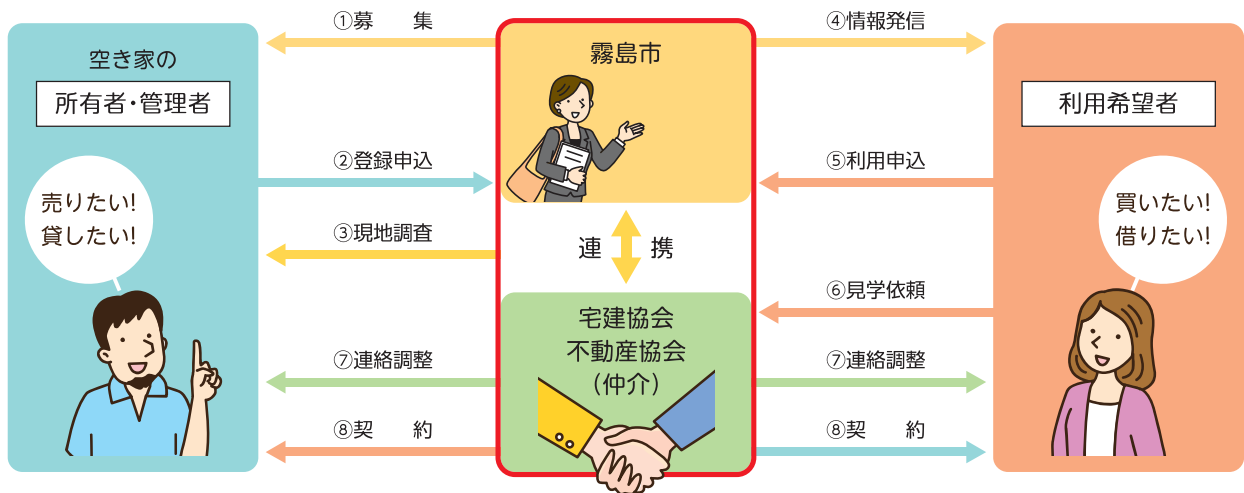 空き家の
所有者・管理者
売りたい!
貸したい!
①募　集
②登録申込
③現地調査
⑦連絡調整
⑧契　約
霧島市
連　携
宅建協会
不動産協会
（仲介）
④情報発信
⑤利用申込
⑥見学依頼
⑦連絡調整
⑧契　約
利用希望者
買いたい!
借りたい!